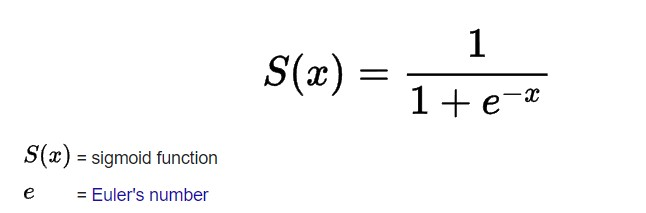 S(x) = 1 / (1 + e^{-x})
S(x) = sigmoid function
e = Euler's number